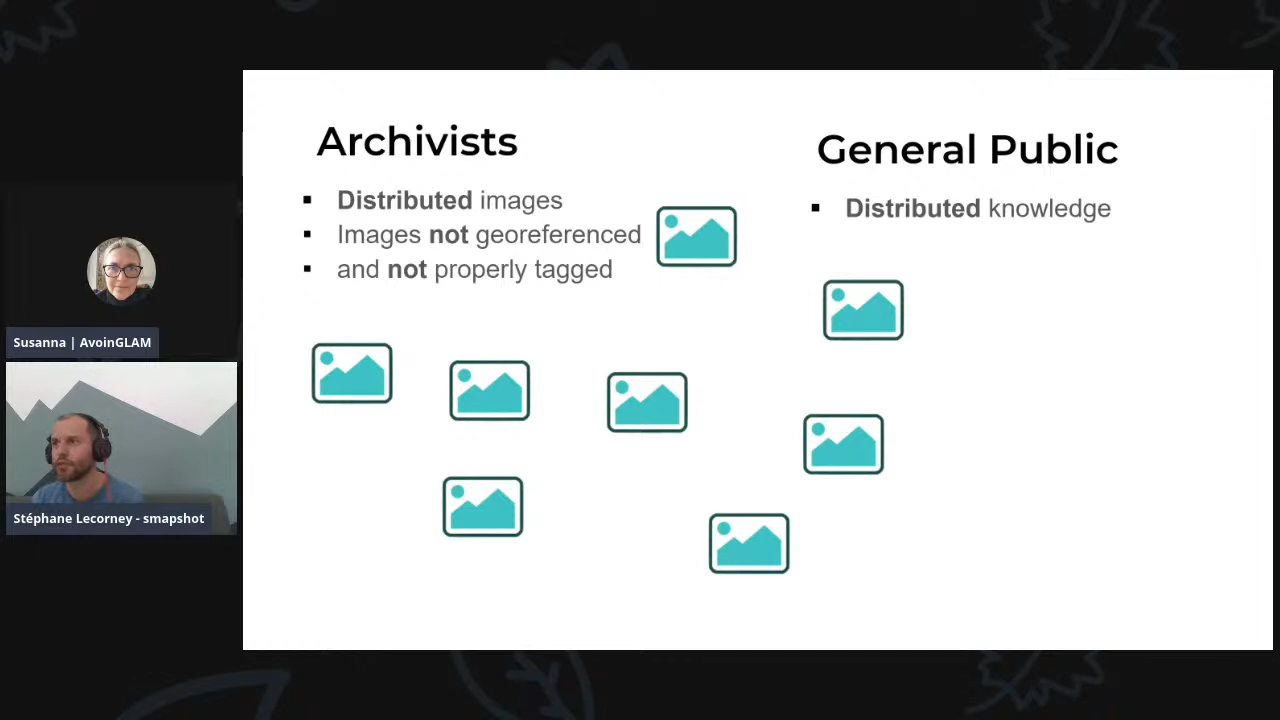 Archivists
▪ Distributed images
▪ Images not georeferenced
▪ and not properly tagged
General Public
▪ Distributed knowledge
Susanna | AvoinGLAM
Stéphane Lecorney - smapshot